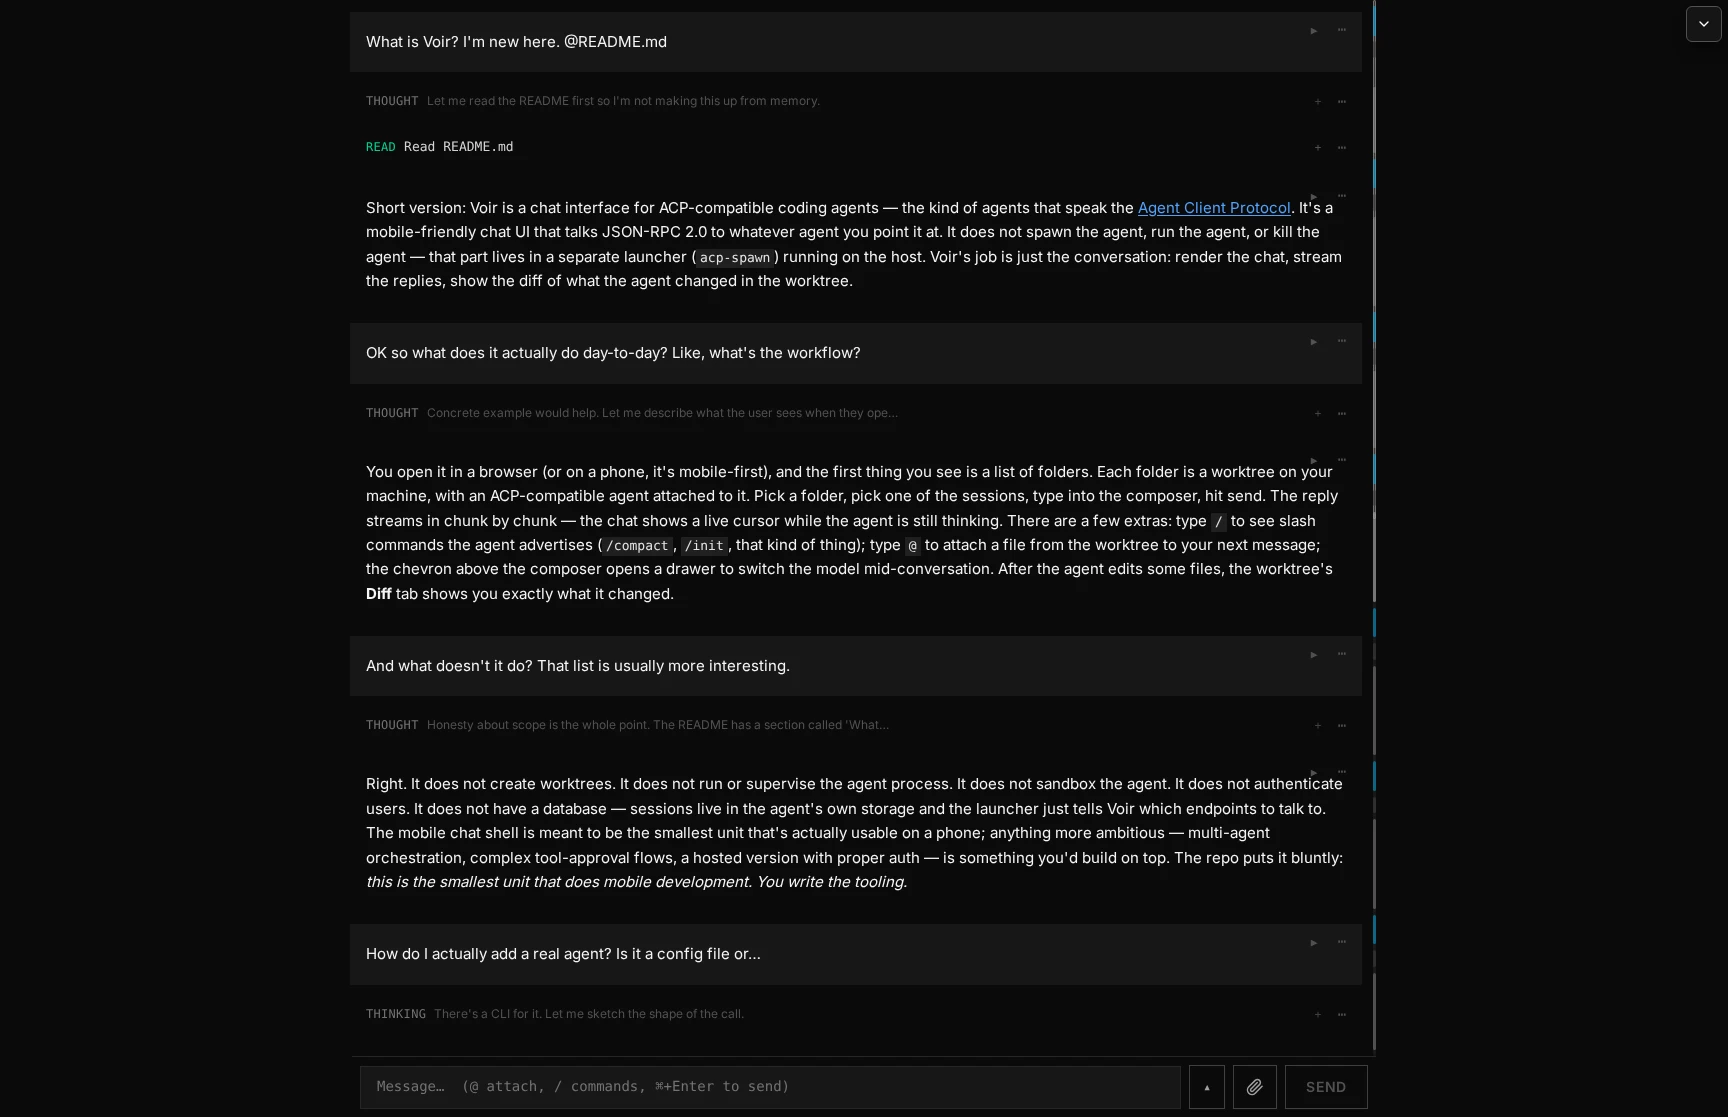 What is Voir? I'm new here. @README.md
THOUGHT Let me read the README first so I'm not making this up from memory.
READ Read README.md
Short version: Voir is a chat interface for ACP-compatible coding agents — the kind of agents that speak the Agent Client Protocol. It's a
mobile-friendly chat UI that talks JSON-RPC 2.0 to whatever agent you point it at. It does not spawn the agent, run the agent, or kill the
agent — that part lives in a separate launcher (acp-spawn) running on the host. Voir's job is just the conversation: render the chat, stream
the replies, show the diff of what the agent changed in the worktree.
OK so what does it actually do day-to-day? Like, what's the workflow?
THOUGHT Concrete example would help. Let me describe what the user sees when they ope…
You open it in a browser (or on a phone, it's mobile-first), and the first thing you see is a list of folders. Each folder is a worktree on your
machine, with an ACP-compatible agent attached to it. Pick a folder, pick one of the sessions, type into the composer, hit send. The reply
streams in chunk by chunk — the chat shows a live cursor while the agent is still thinking. There are a few extras: type / to see slash
commands the agent advertises (/compact, /init, that kind of thing); type @ to attach a file from the worktree to your next message;
the chevron above the composer opens a drawer to switch the model mid-conversation. After the agent edits some files, the worktree's
Diff tab shows you exactly what it changed.
And what doesn't it do? That list is usually more interesting.
THOUGHT Honesty about scope is the whole point. The README has a section called 'What…
Right. It does not create worktrees. It does not run or supervise the agent process. It does not sandbox the agent. It does not authenticate
users. It does not have a database — sessions live in the agent's own storage and the launcher just tells Voir which endpoints to talk to.
The mobile chat shell is meant to be the smallest unit that's actually usable on a phone; anything more ambitious — multi-agent
orchestration, complex tool-approval flows, a hosted version with proper auth — is something you'd build on top. The repo puts it bluntly:
this is the smallest unit that does mobile development. You write the tooling.
How do I actually add a real agent? Is it a config file or…
THINKING There's a CLI for it. Let me sketch the shape of the call.
Message… (@ attach, / commands, ⌘+Enter to send)
SEND